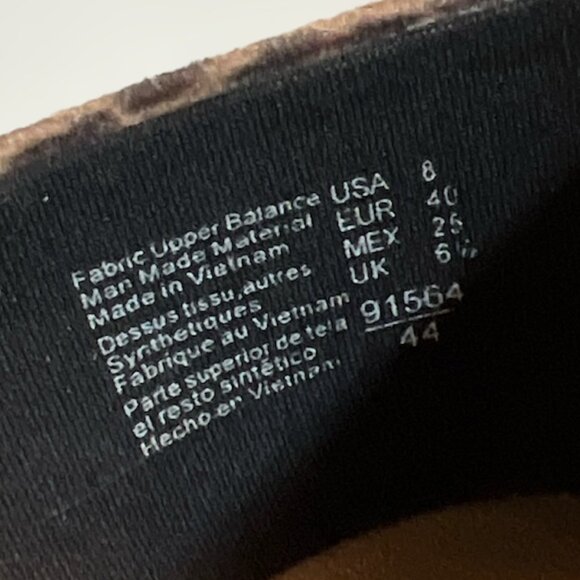 Fabric Upper Balance
Man Made Material
Made in Vietnam
Dessus tissu,autres
Synthétiques
Fabriqué au Vietnam
Parte superior de tela
el resto sintético
Hecho en Vietnam
USA 8
EUR 40
MEX 25
UK 6½
91564
44